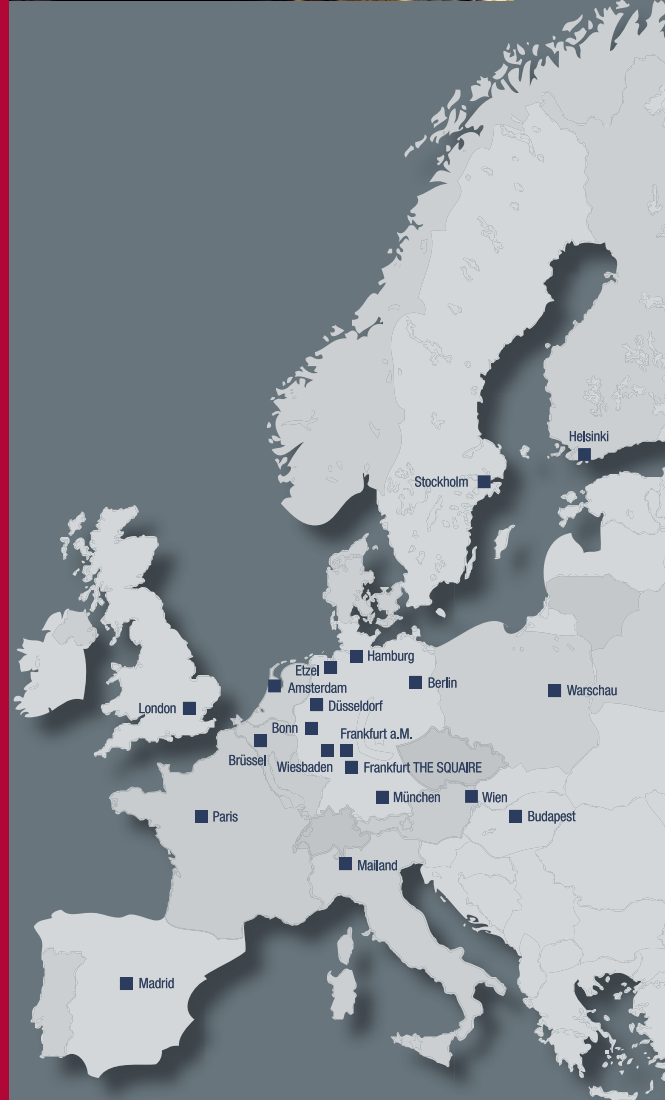 Helsinki
Stockholm
Hamburg
Etzel
Amsterdam
Berlin
Warschau
London
Düsseldorf
Bonn
Frankfurt a.M.
Brüssel
Wiesbaden
Frankfurt THE SQUAIRE
München
Wien
Paris
Budapest
Mailand
Madrid